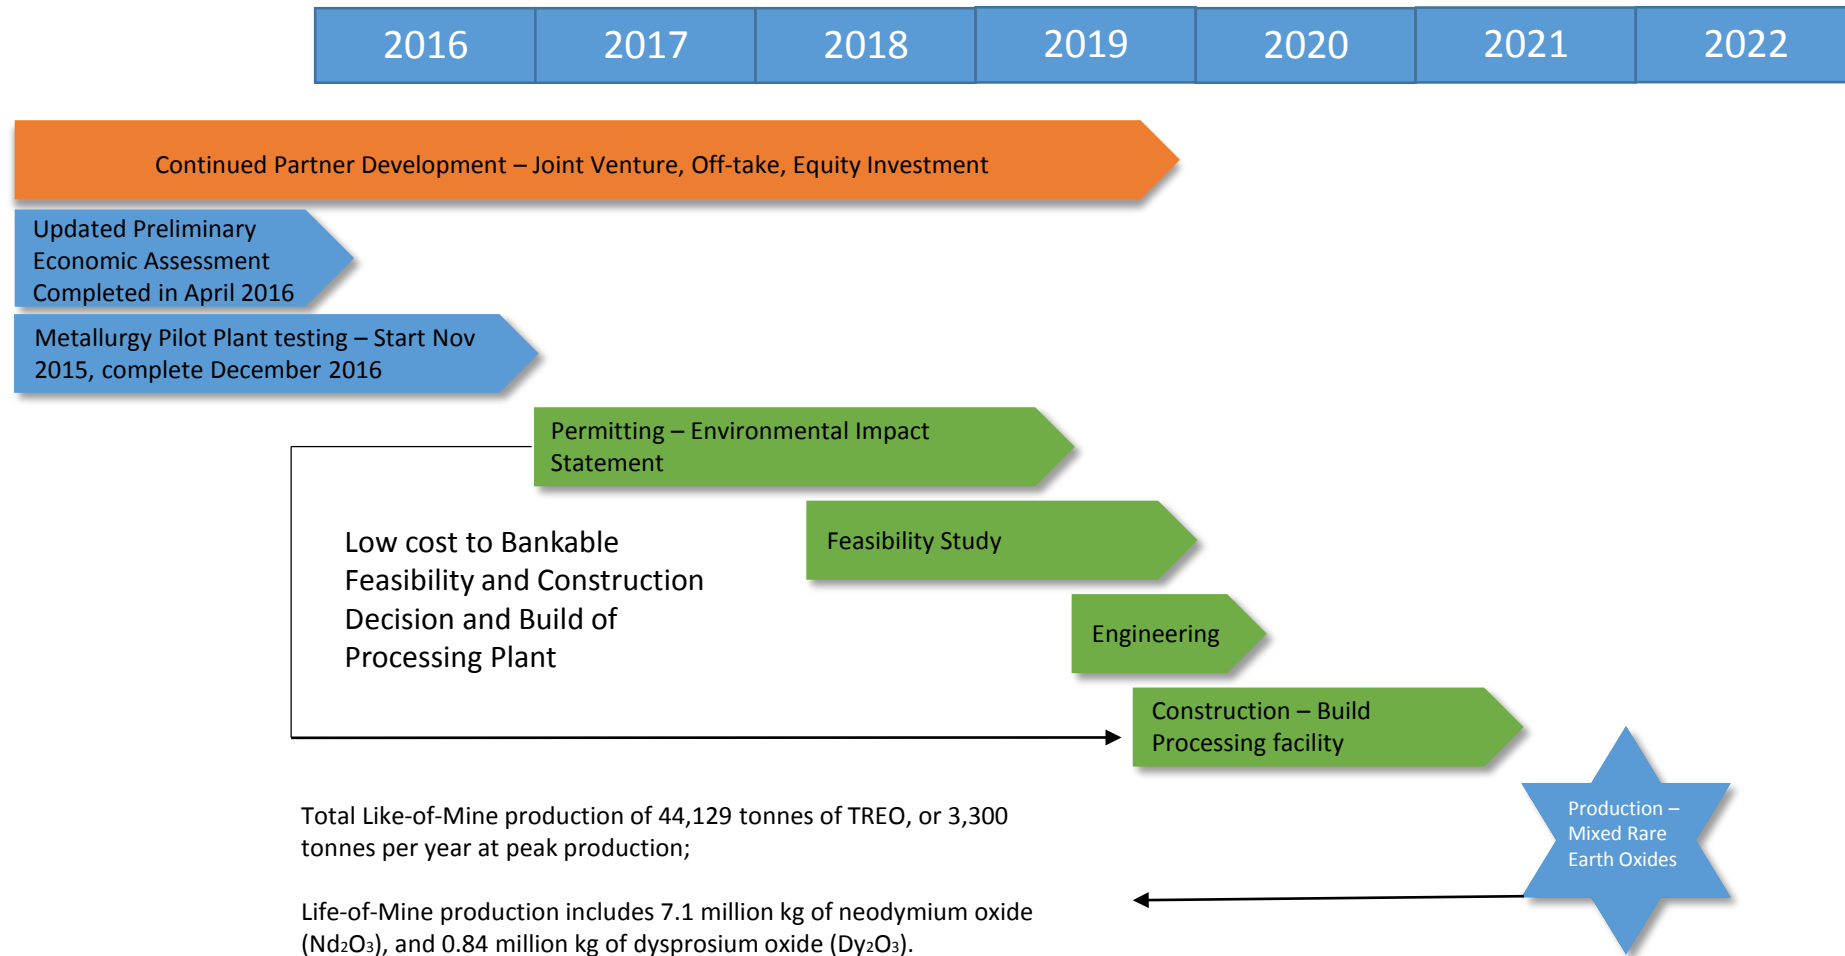 2016 2017 2018 2019 2020 2021 2022
Continued Partner Development – Joint Venture, Off-take, Equity Investment
Updated Preliminary
Economic Assessment
Completed in April 2016
Metallurgy Pilot Plant testing – Start Nov
2015, complete December 2016
Permitting – Environmental Impact
Statement
Feasibility Study
Low cost to Bankable
Feasibility and Construction
Decision and Build of
Processing Plant
Engineering
Construction – Build
Processing facility
Production –
Mixed Rare
Earth Oxides
Total Like-of-Mine production of 44,129 tonnes of TREO, or 3,300
tonnes per year at peak production;
Life-of-Mine production includes 7.1 million kg of neodymium oxide
(Nd₂O₃), and 0.84 million kg of dysprosium oxide (Dy₂O₃).